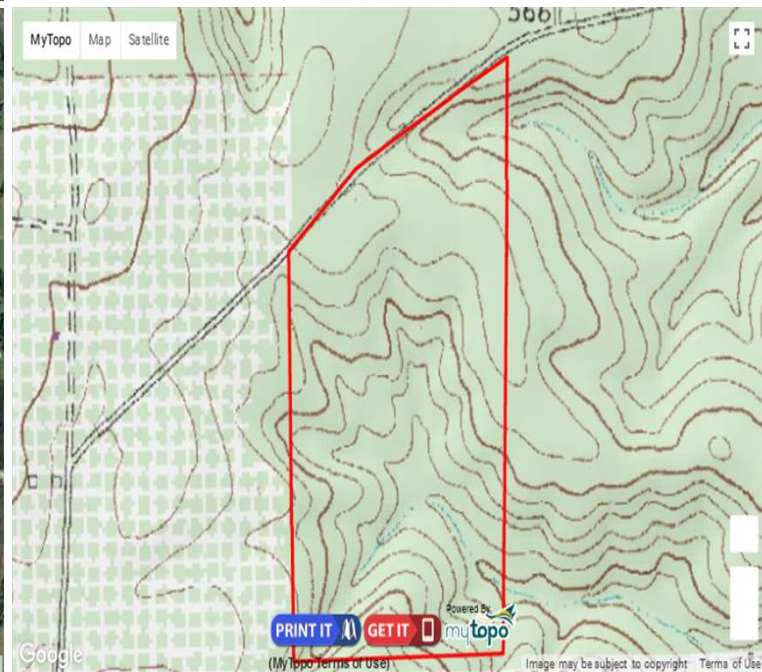 566
MyTopo Map Satellite
Powered By
PRINT IT GET IT mytopo
Google
(MyTopo Terms of Use) Image may be subject to copyright Terms of Use